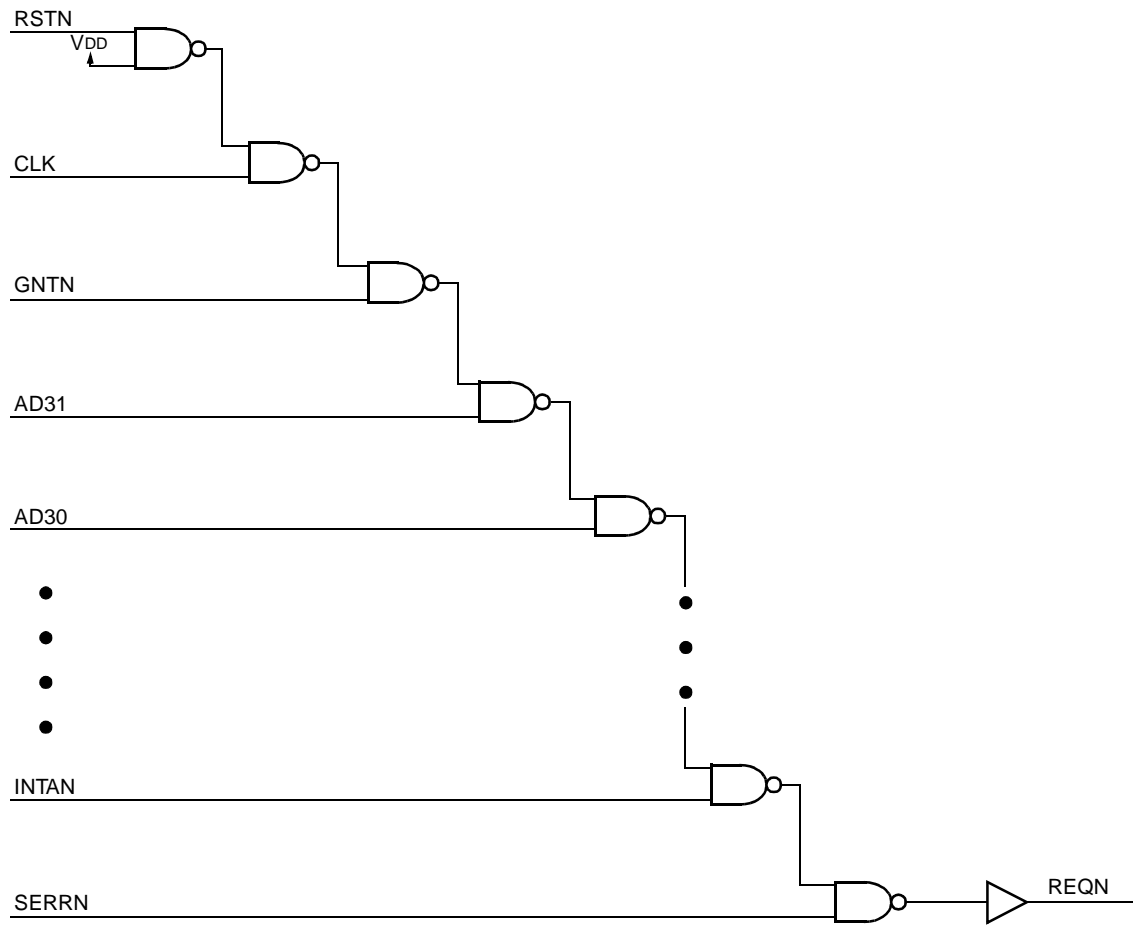 RSTN
VDD
CLK
GNTN
AD31
AD30
INTAN
SERRN
REQN